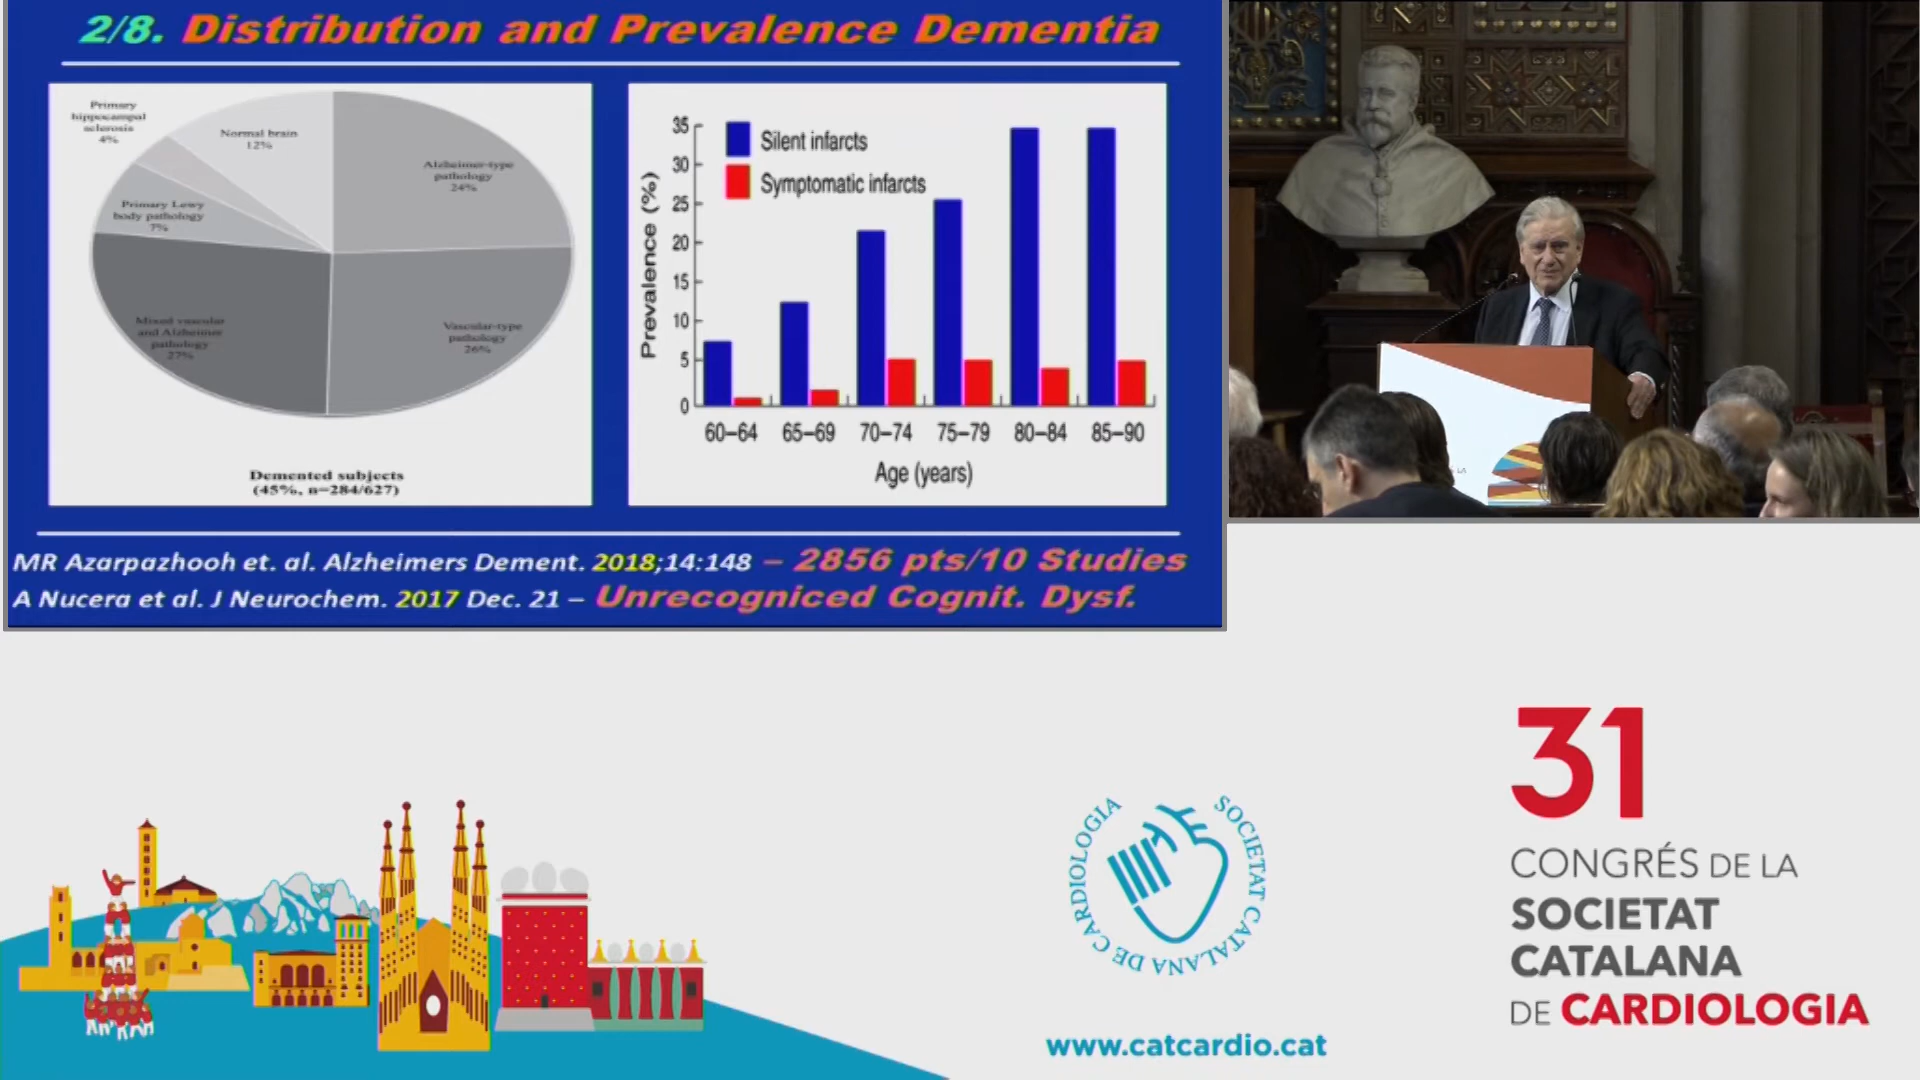 2/8. Distribution and Prevalence Dementia
Primary
hippocampal
sclerosis
4%
Normal brain
12%
Alzheimer-type
pathology
24%
Primary Lewy
body pathology
7%
Mixed vascular
and Alzheimer
pathology
27%
Vascular-type
pathology
26%
Demented subjects
(45%, n=284/627)
Silent infarcts
Symptomatic infarcts
Prevalence (%)
35
30
25
20
15
10
5
0
60–64 65–69 70–74 75–79 80–84 85–90
Age (years)
MR Azarpazhooh et. al. Alzheimers Dement. 2018;14:148 – 2856 pts/10 Studies
A Nucera et al. J Neurochem. 2017 Dec. 21 – Unrecogniced Cognit. Dysf.
LA
SOCIETAT CATALANA DE CARDIOLOGIA
www.catcardio.cat
31
CONGRÉS DE LA
SOCIETAT
CATALANA
DE CARDIOLOGIA